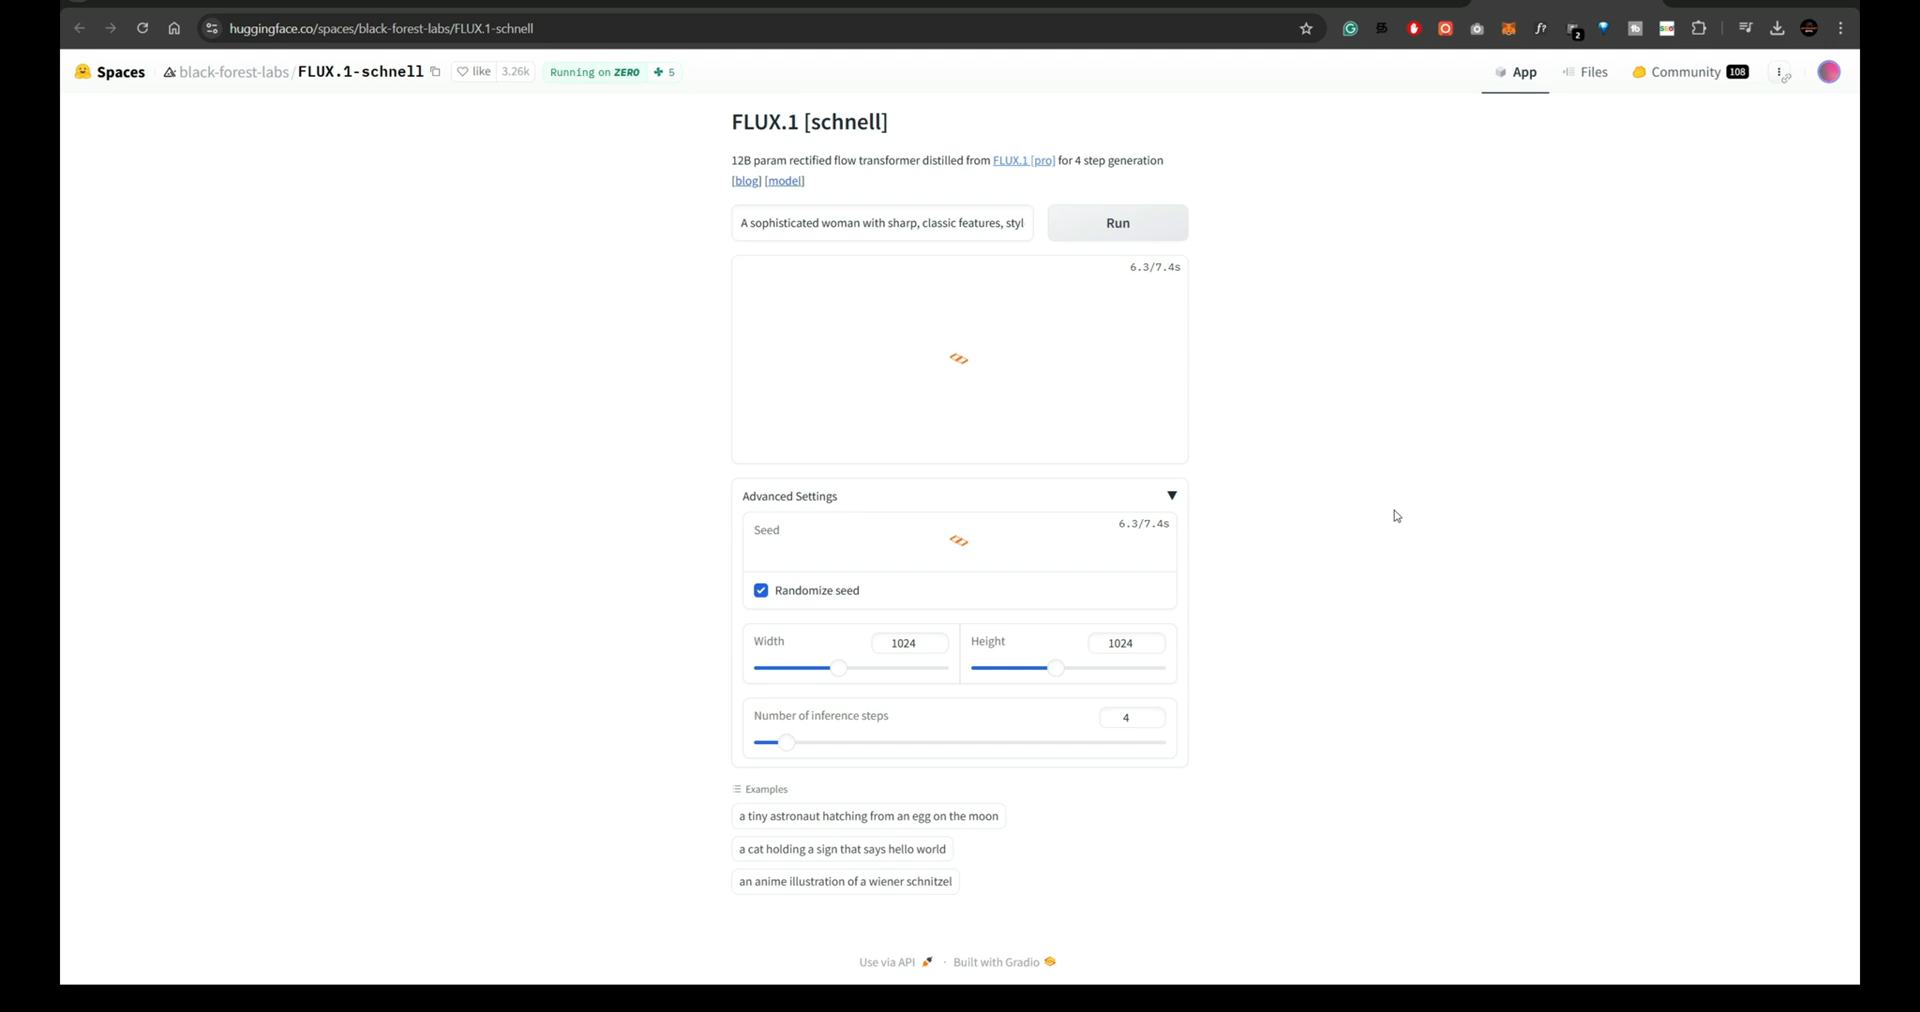 huggingface.co/spaces/black-forest-labs/FLUX.1-schnell
2
Spaces black-forest-labs/FLUX.1-schnell like 3.26k Running on ZERO 5 App Files Community 108
FLUX.1 [schnell]
12B param rectified flow transformer distilled from FLUX.1 [pro] for 4 step generation
[blog] [model]
A sophisticated woman with sharp, classic features, styl Run
6.3/7.4s
Advanced Settings ▼
Seed 6.3/7.4s
Randomize seed
Width 1024 Height 1024
Number of inference steps 4
Examples
a tiny astronaut hatching from an egg on the moon
a cat holding a sign that says hello world
an anime illustration of a wiener schnitzel
Use via API · Built with Gradio